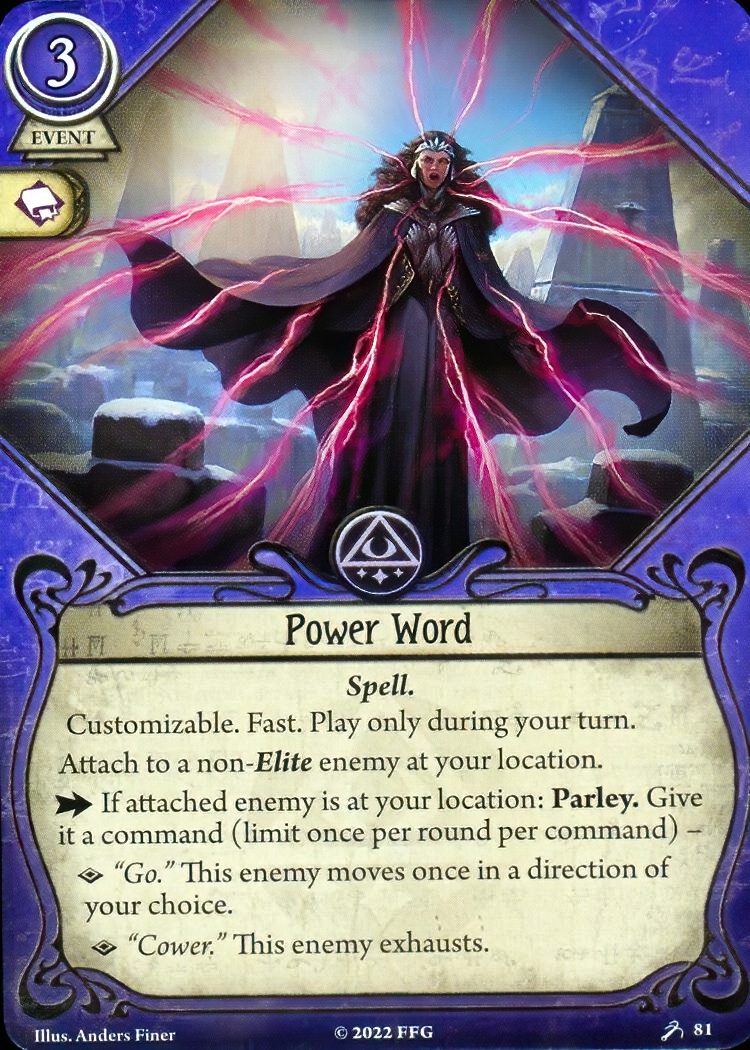 3
EVENT
Power Word
Spell.
Customizable. Fast. Play only during your turn.
Attach to a non-Elite enemy at your location.
If attached enemy is at your location: Parley. Give
it a command (limit once per round per command) –
“Go.” This enemy moves once in a direction of
your choice.
“Cower.” This enemy exhausts.
Illus. Anders Finer
© 2022 FFG
81